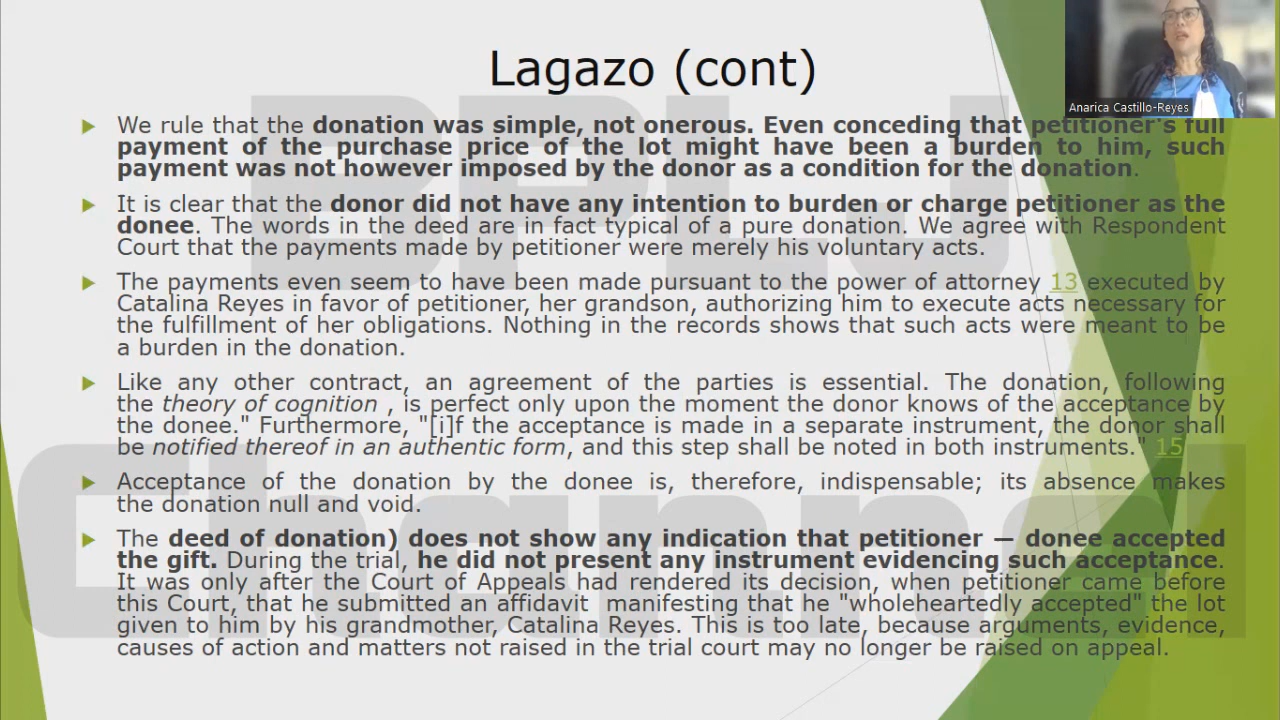 Lagazo (cont)
Anarica Castillo-Reyes
We rule that the donation was simple, not onerous. Even conceding that petitioner's full
payment of the purchase price of the lot might have been a burden to him, such
payment was not however imposed by the donor as a condition for the donation.
It is clear that the donor did not have any intention to burden or charge petitioner as the
donee. The words in the deed are in fact typical of a pure donation. We agree with Respondent
Court that the payments made by petitioner were merely his voluntary acts.
The payments even seem to have been made pursuant to the power of attorney 13 executed by
Catalina Reyes in favor of petitioner, her grandson, authorizing him to execute acts necessary for
the fulfillment of her obligations. Nothing in the records shows that such acts were meant to be
a burden in the donation.
Like any other contract, an agreement of the parties is essential. The donation, following
the theory of cognition , is perfect only upon the moment the donor knows of the acceptance by
the donee." Furthermore, "[i]f the acceptance is made in a separate instrument, the donor shall
be notified thereof in an authentic form, and this step shall be noted in both instruments." 15
Acceptance of the donation by the donee is, therefore, indispensable; its absence makes
the donation null and void.
The deed of donation) does not show any indication that petitioner — donee accepted
the gift. During the trial, he did not present any instrument evidencing such acceptance.
It was only after the Court of Appeals had rendered its decision, when petitioner came before
this Court, that he submitted an affidavit manifesting that he "wholeheartedly accepted" the lot
given to him by his grandmother, Catalina Reyes. This is too late, because arguments, evidence,
causes of action and matters not raised in the trial court may no longer be raised on appeal.
Channel